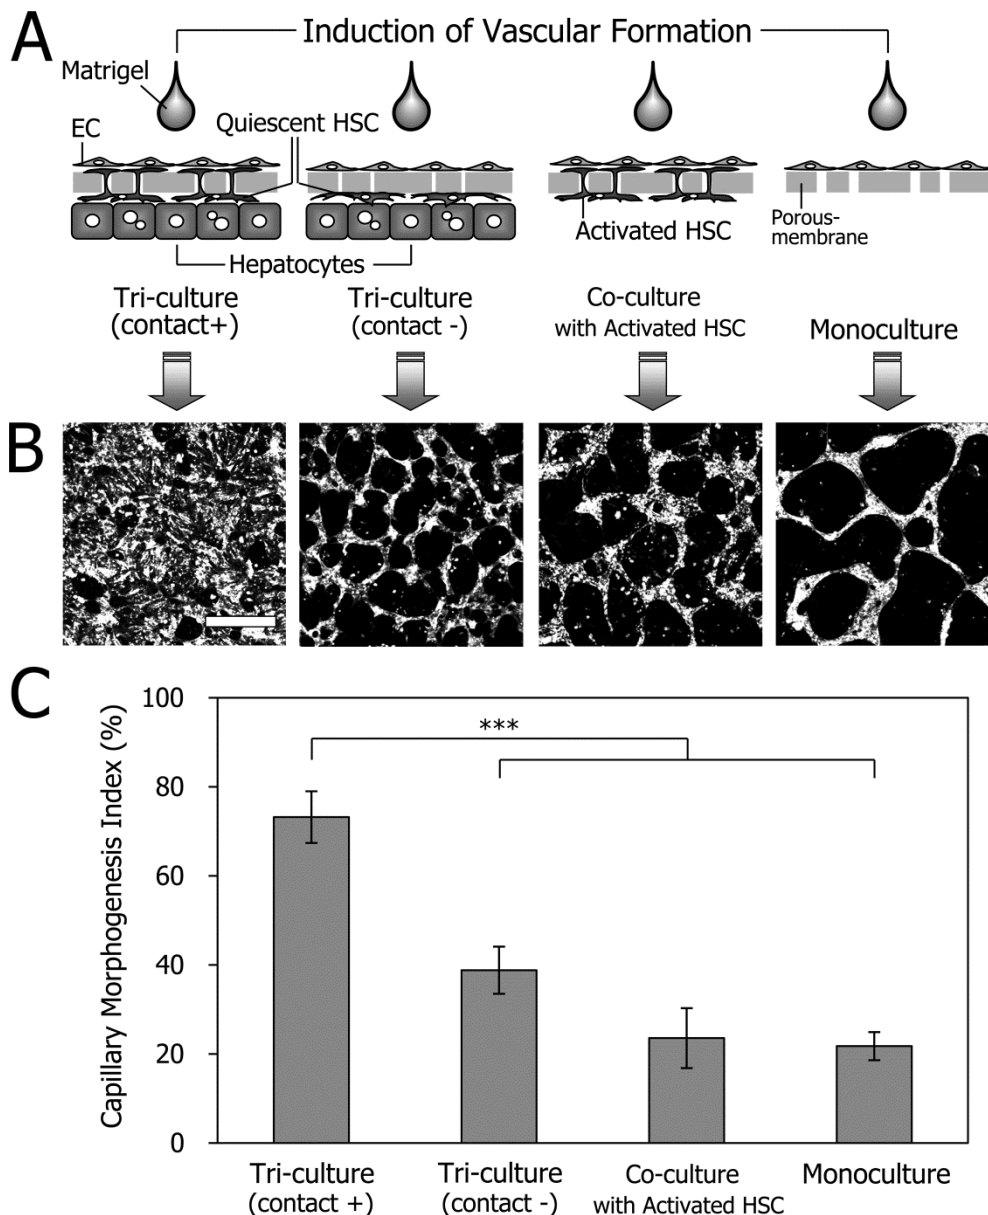 A
Induction of Vascular Formation
Matrigel
EC
Quiescent HSC
Activated HSC
Porous-
membrane
Hepatocytes
Tri-culture
(contact+)
Tri-culture
(contact -)
Co-culture
with Activated HSC
Monoculture
B
C
Capillary Morphogenesis Index (%)
100
80
60
40
20
0
***
Tri-culture
(contact +)
Tri-culture
(contact -)
Co-culture
with Activated HSC
Monoculture